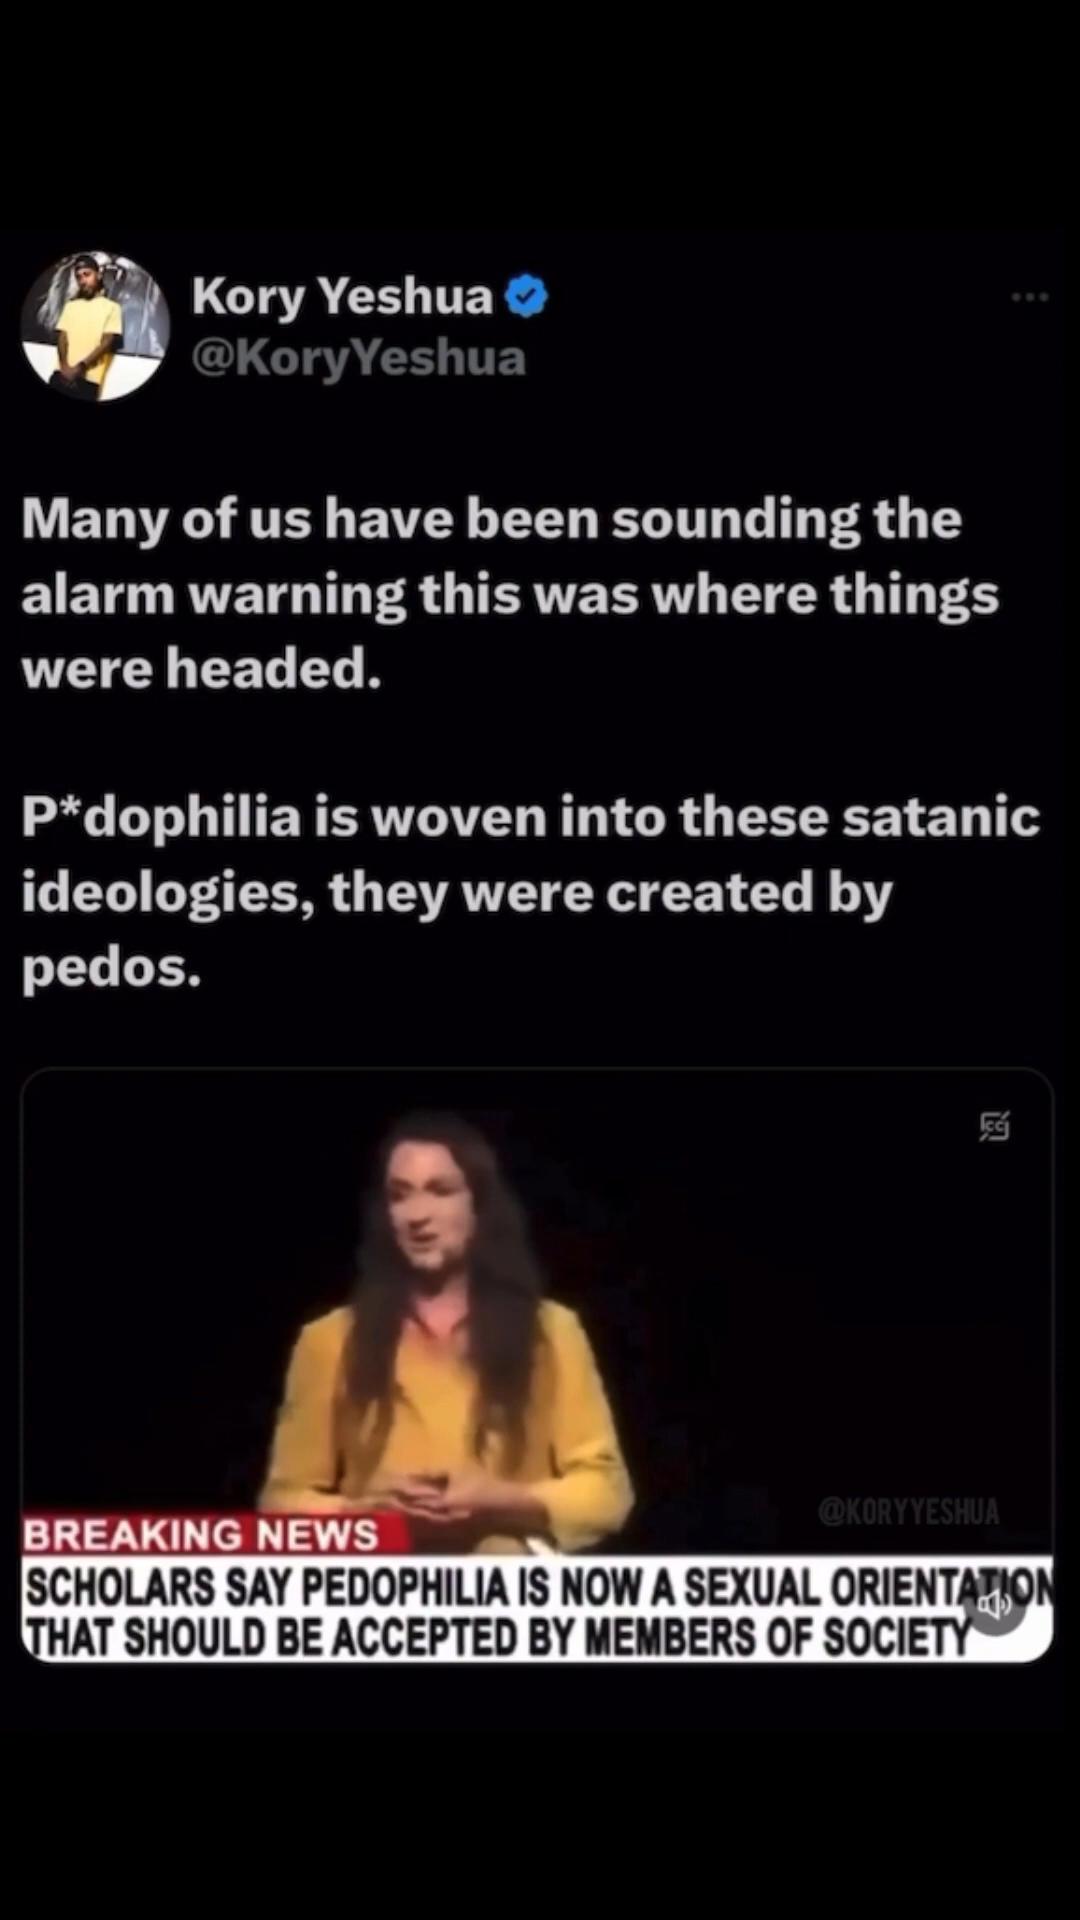 Kory Yeshua
@KoryYeshua
Many of us have been sounding the
alarm warning this was where things
were headed.
P*dophilia is woven into these satanic
ideologies, they were created by
pedos.
CC
@KORYYESHUA
BREAKING NEWS
SCHOLARS SAY PEDOPHILIA IS NOW A SEXUAL ORIENTATION
THAT SHOULD BE ACCEPTED BY MEMBERS OF SOCIETY